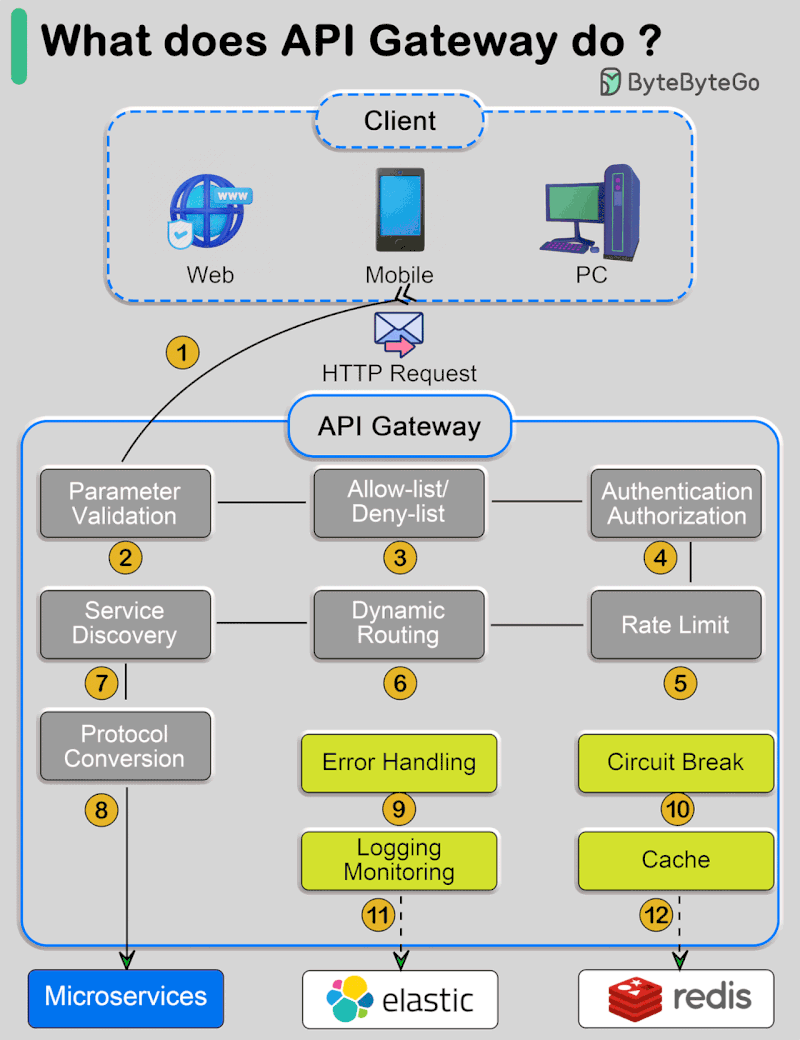 What does API Gateway do ?
ByteByteGo
Client
www
Web
Mobile
PC
1
HTTP Request
API Gateway
Parameter
Validation
Allow-list/
Deny-list
Authentication
Authorization
2
3
4
Service
Discovery
Dynamic
Routing
Rate Limit
7
6
5
Protocol
Conversion
Error Handling
Circuit Break
8
9
10
Logging
Monitoring
Cache
11
12
Microservices
elastic
redis